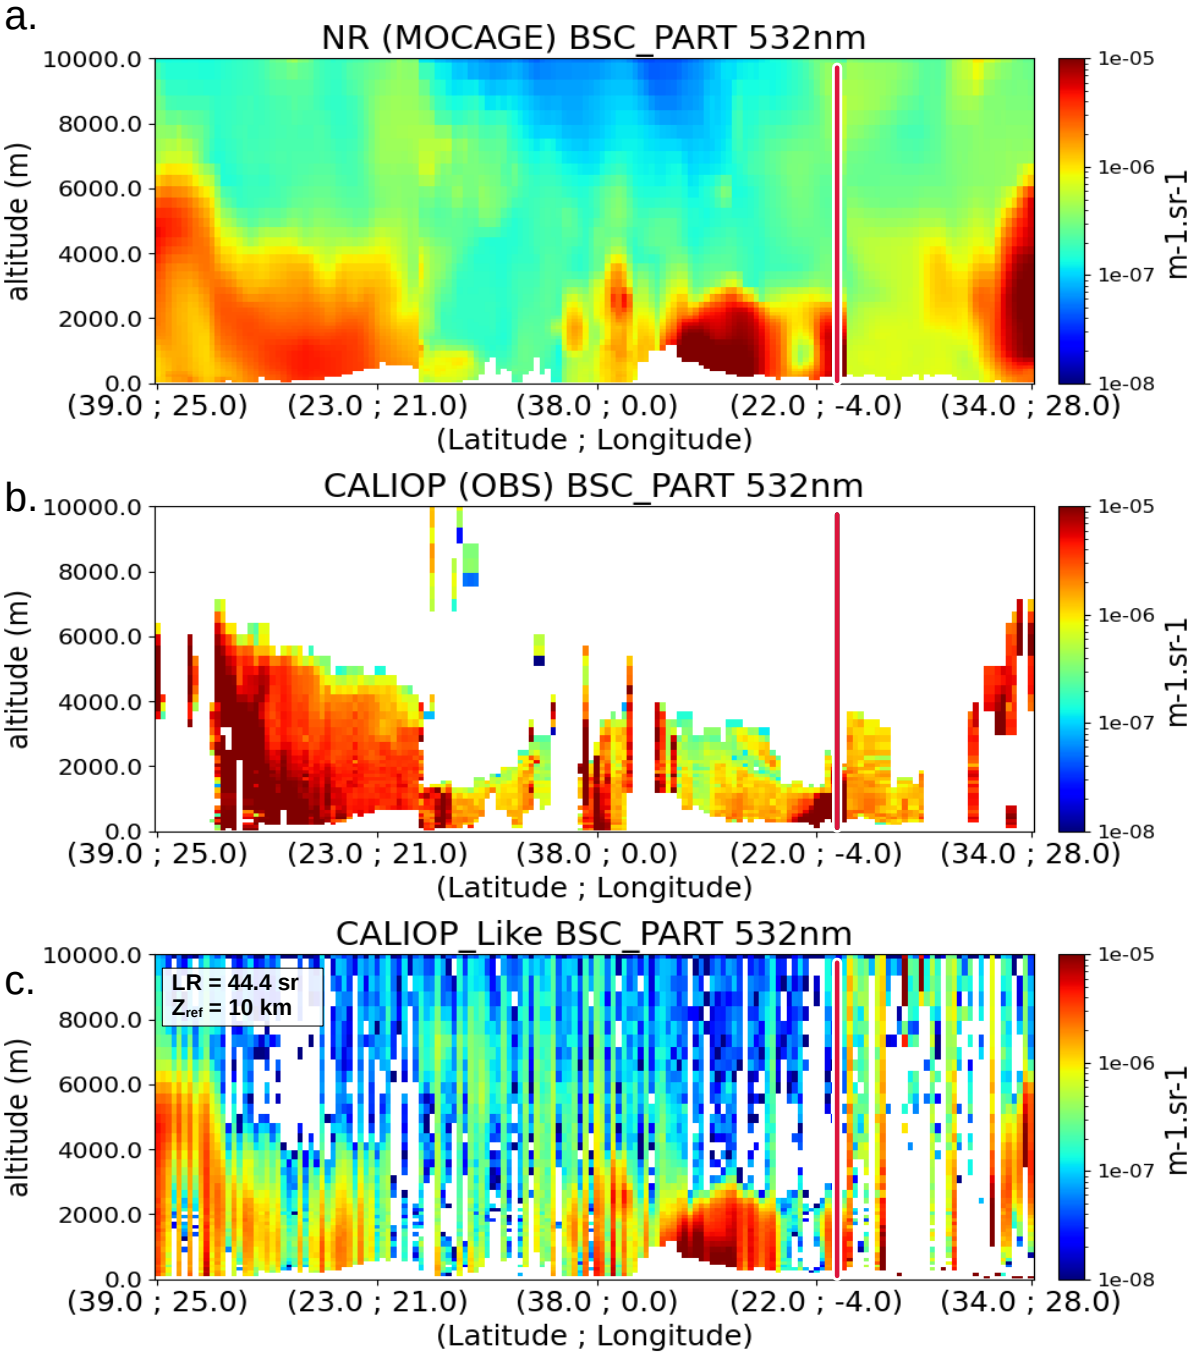 a.
NR (MOCAGE) BSC_PART 532nm
altitude (m)
10000.0
8000.0
6000.0
4000.0
2000.0
0.0
(39.0 ; 25.0) (23.0 ; 21.0) (38.0 ; 0.0) (22.0 ; -4.0) (34.0 ; 28.0)
(Latitude ; Longitude)
1e-05
1e-06
1e-07
1e-08
m-1.sr-1
b.
CALIOP (OBS) BSC_PART 532nm
altitude (m)
10000.0
8000.0
6000.0
4000.0
2000.0
0.0
(39.0 ; 25.0) (23.0 ; 21.0) (38.0 ; 0.0) (22.0 ; -4.0) (34.0 ; 28.0)
(Latitude ; Longitude)
1e-05
1e-06
1e-07
1e-08
m-1.sr-1
c.
CALIOP_Like BSC_PART 532nm
LR = 44.4 sr
Zref = 10 km
altitude (m)
10000.0
8000.0
6000.0
4000.0
2000.0
0.0
(39.0 ; 25.0) (23.0 ; 21.0) (38.0 ; 0.0) (22.0 ; -4.0) (34.0 ; 28.0)
(Latitude ; Longitude)
1e-05
1e-06
1e-07
1e-08
m-1.sr-1